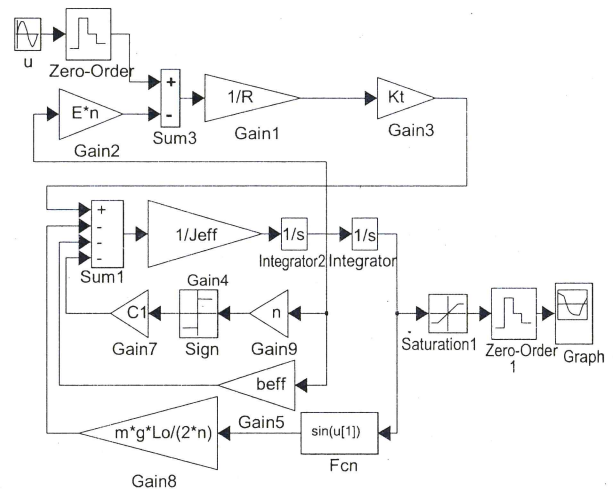 u
Zero-Order
+
-
Sum3
1/R
Gain1
Kt
Gain3
E*n
Gain2
+
-
-
-
Sum1
1/Jeff
Gain4
1/s
Integrator2
1/s
Integrator
C1
Gain7
Sign
n
Gain9
Saturation1
Zero-Order
1
Graph
beff
Gain5
m*g*Lo/(2*n)
Gain8
sin(u[1])
Fcn